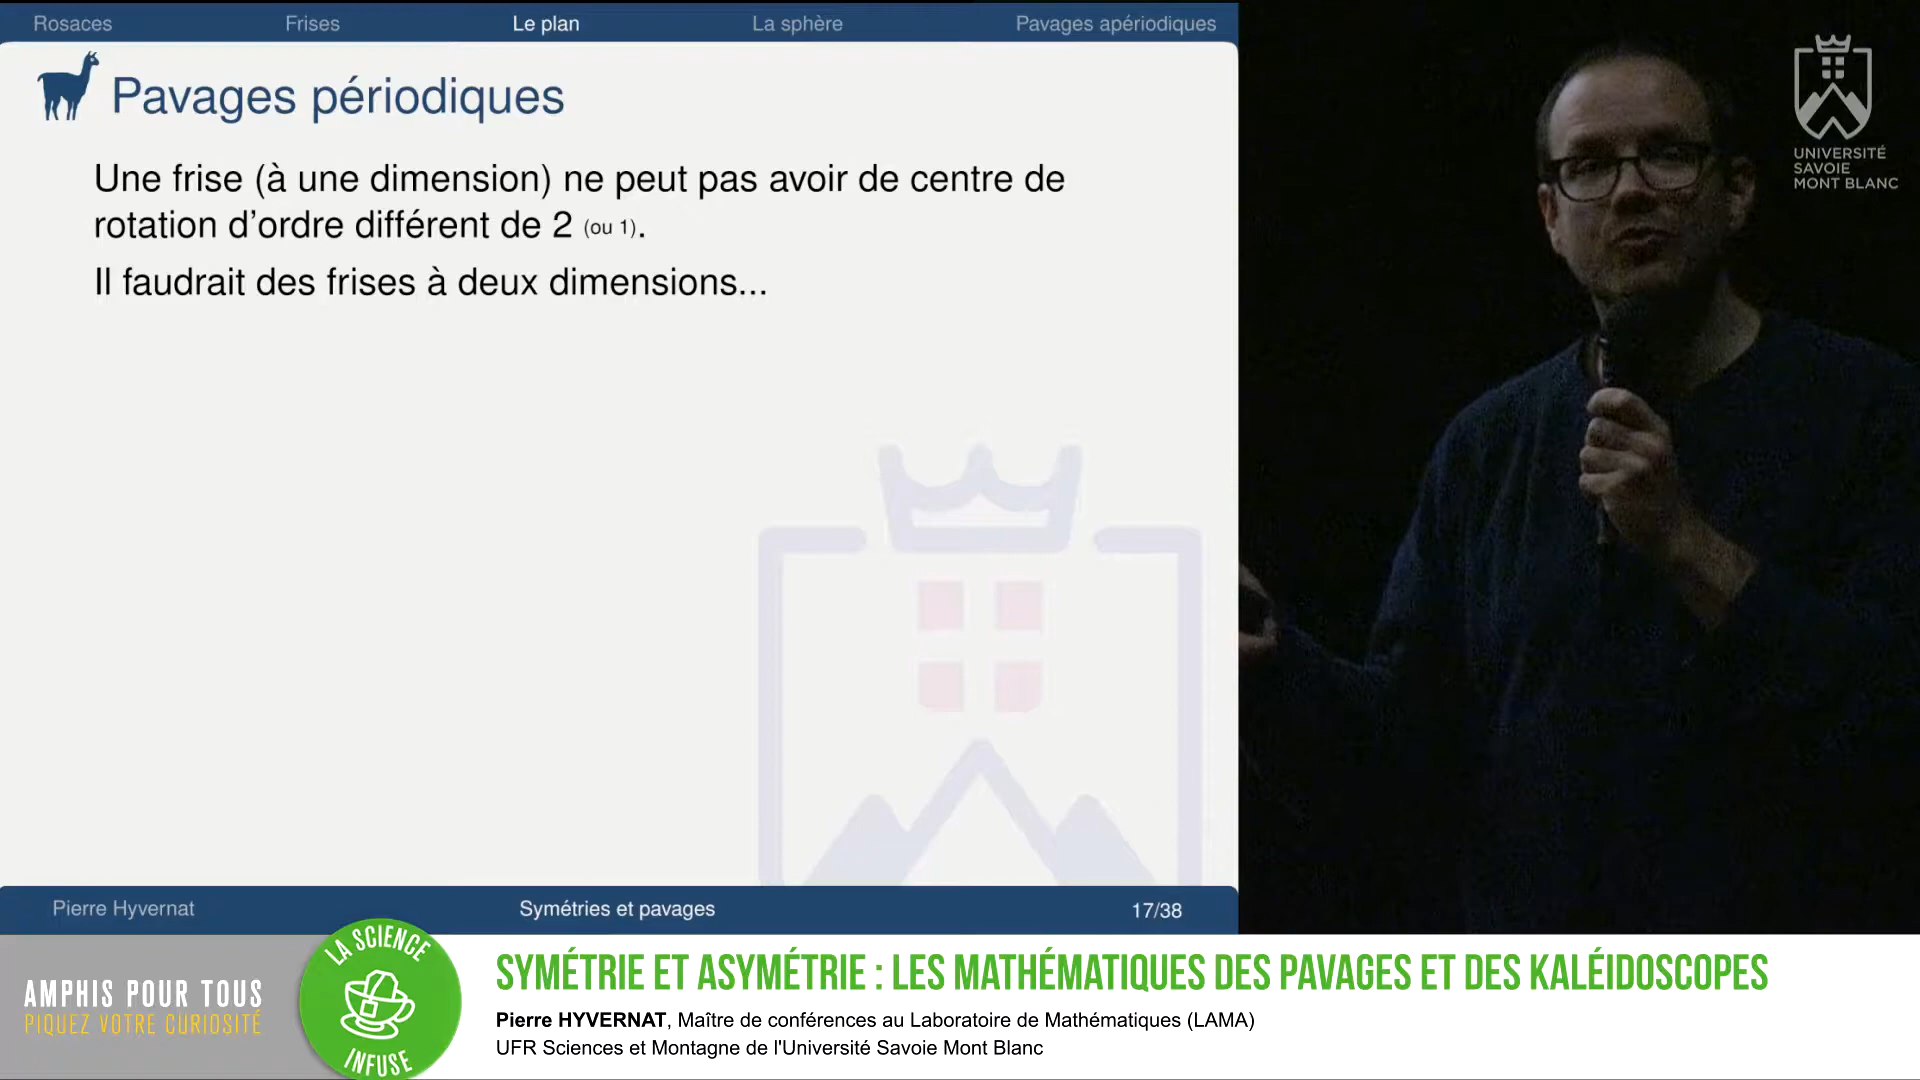 Rosaces Frises Le plan La sphère Pavages apériodiques
Pavages périodiques
Une frise (à une dimension) ne peut pas avoir de centre de
rotation d'ordre différent de 2 (ou 1).
Il faudrait des frises à deux dimensions...
Pierre Hyvernat Symétries et pavages 17/38
UNIVERSITÉ
SAVOIE
MONT BLANC
AMPHIS POUR TOUS
PIQUEZ VOTRE CURIOSITÉ
LA SCIENCE
INFUSE
SYMÉTRIE ET ASYMÉTRIE : LES MATHÉMATIQUES DES PAVAGES ET DES KALÉIDOSCOPES
Pierre HYVERNAT, Maître de conférences au Laboratoire de Mathématiques (LAMA)
UFR Sciences et Montagne de l'Université Savoie Mont Blanc